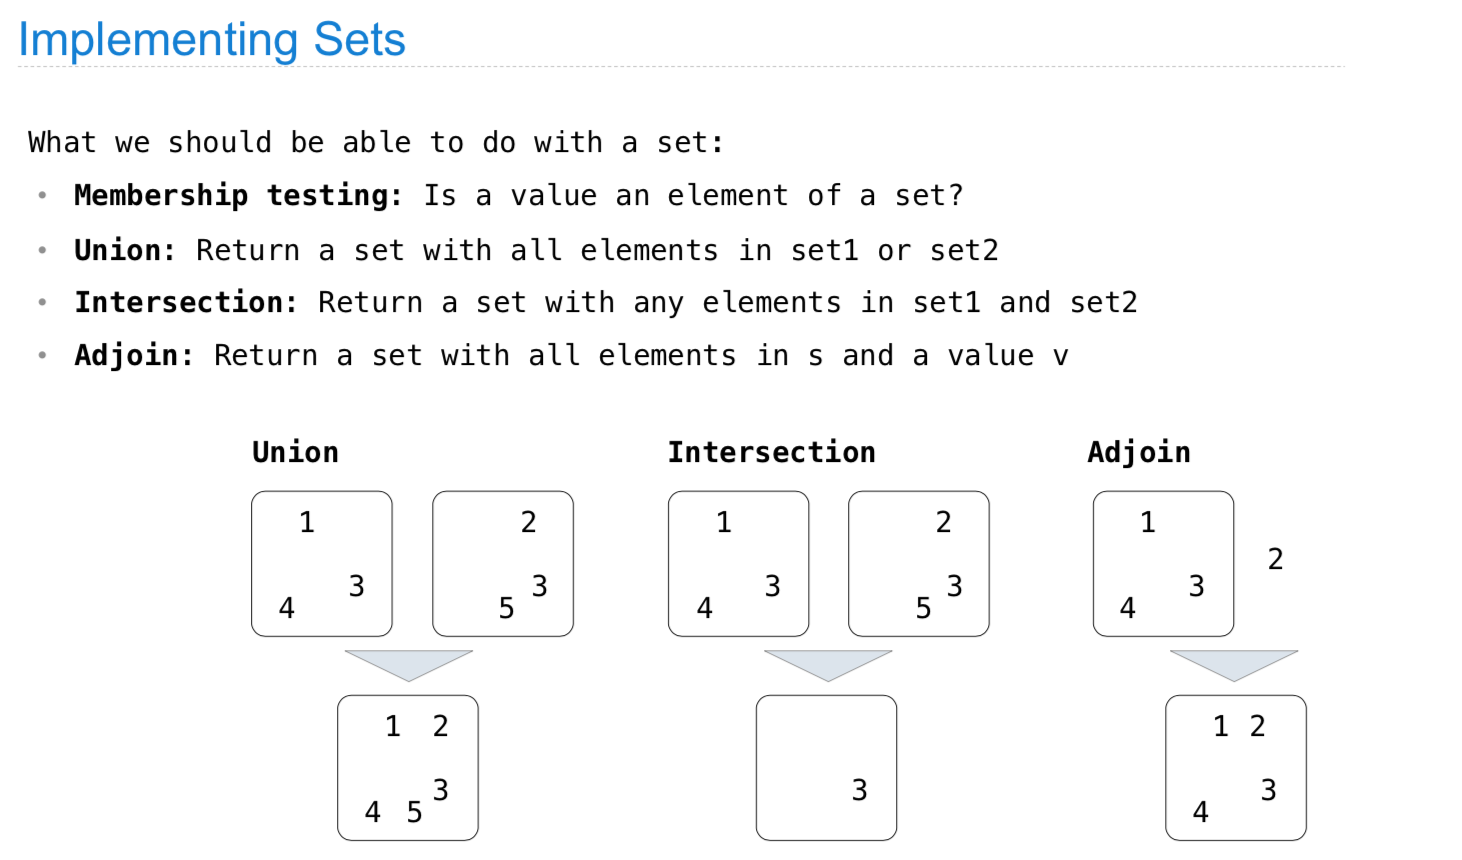 Implementing Sets
What we should be able to do with a set:
• Membership testing: Is a value an element of a set?
• Union: Return a set with all elements in set1 or set2
• Intersection: Return a set with any elements in set1 and set2
• Adjoin: Return a set with all elements in s and a value v
Union
1
3
4
2
3
5
1 2
3
4 5
Intersection
1
3
4
2
3
5
3
Adjoin
1
3
4
2
1 2
3
4